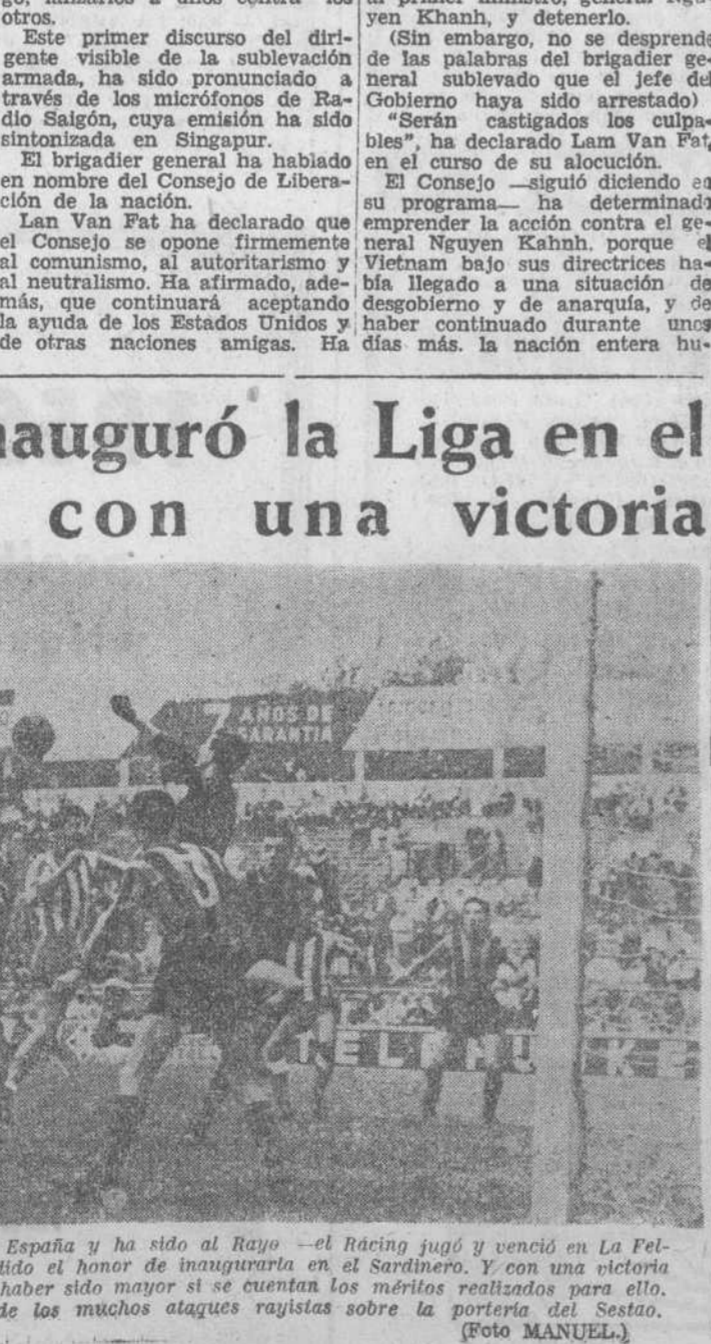 otros.
Este primer discurso del diri-
gente visible de la sublevación
armada, ha sido pronunciado a
través de los micrófonos de Ra-
dio Saigón, cuya emisión ha sido
sintonizada en Singapur.
El brigadier general ha hablado
en nombre del Consejo de Libera-
ción de la nación.
Lan Van Fat ha declarado que
el Consejo se opone firmemente
al comunismo, al autoritarismo y
al neutralismo. Ha afirmado, ade-
más, que continuará aceptando
la ayuda de los Estados Unidos y
de otras naciones amigas. Ha
yen Khanh, y detenerlo.
(Sin embargo, no se desprende
de las palabras del brigadier ge-
neral sublevado que el jefe del
Gobierno haya sido arrestado)
"Serán castigados los culpa-
bles", ha declarado Lam Van Fat,
en el curso de su alocución.
El Consejo —siguió diciendo en
su programa— ha determinado
emprender la acción contra el ge-
neral Nguyen Kahnh. porque el
Vietnam bajo sus directrices ha-
bía llegado a una situación de
desgobierno y de anarquía, y de
haber continuado durante unos
días más. la nación entera hu-
nauguró la Liga en el
con una victoria
7 AÑOS DE
GARANTIA
TELEFUNKEN
España y ha sido al Rayo —el Rácing jugó y venció en La Fel-
ido el honor de inaugurarla en el Sardinero. Y con una victoria
haber sido mayor si se cuentan los méritos realizados para ello.
de los muchos ataques rayistas sobre la portería del Sestao.
(Foto MANUEL.)